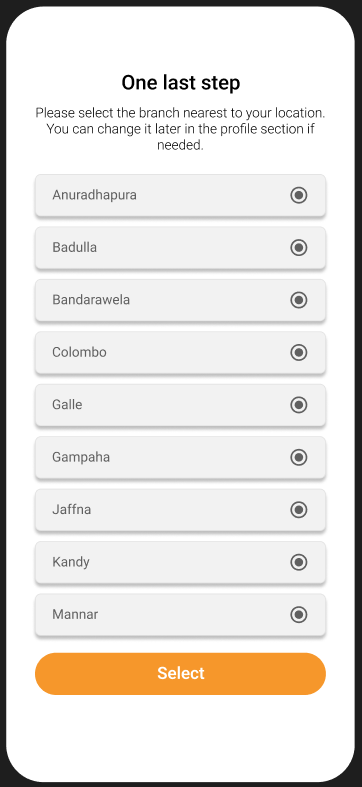 One last step
Please select the branch nearest to your location.
You can change it later in the profile section if
needed.
Anuradhapura
Badulla
Bandarawela
Colombo
Galle
Gampaha
Jaffna
Kandy
Mannar
Select